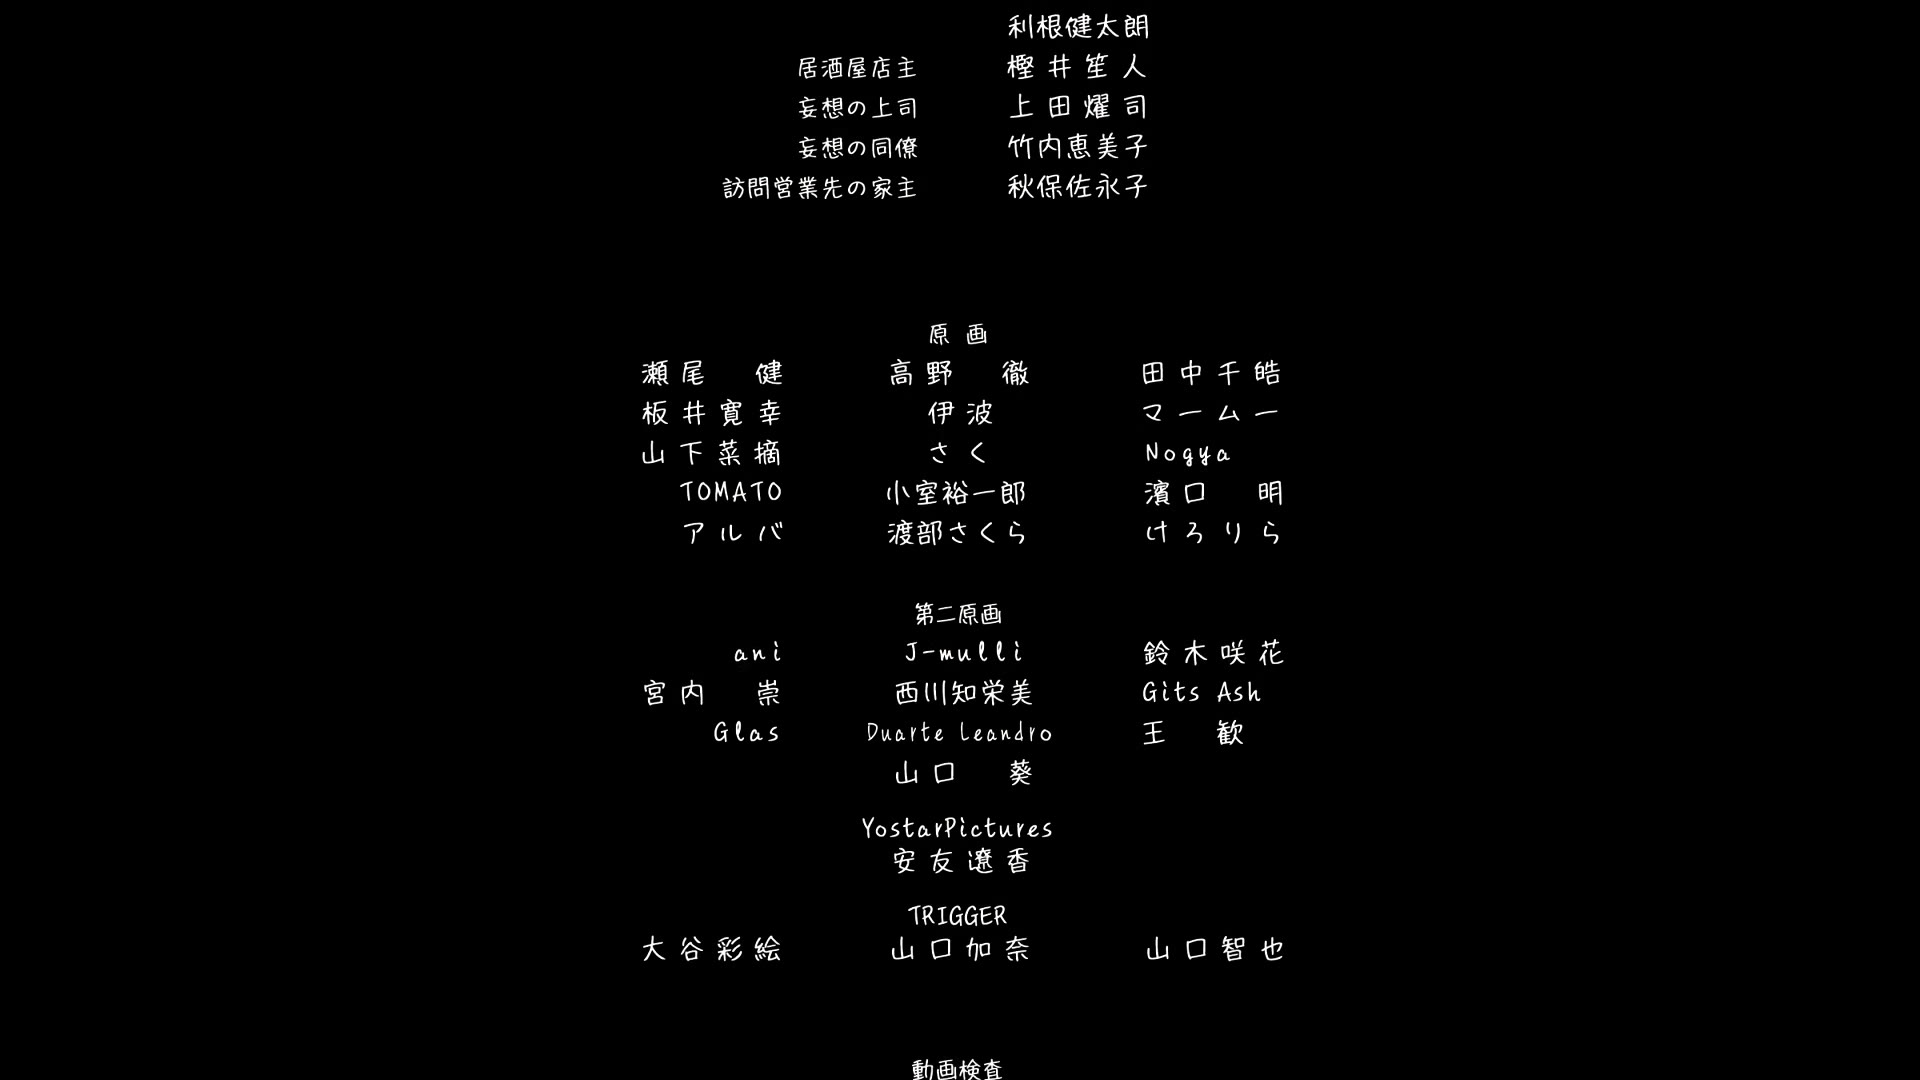 利根健太朗
居酒屋店主 樫井笙人
妄想の上司 上田燿司
妄想の同僚 竹内恵美子
訪問営業先の家主 秋保佐永子
原画
瀬尾 健 高野 徹 田中千皓
板井寛幸 伊波 マームー
山下菜摘 さく Nogya
TOMATO 小室裕一郎 濱口 明
アルバ 渡部さくら けろりら
第二原画
ani J-mulli 鈴木咲花
宮内 崇 西川知栄美 Gits Ash
Glas Duarte Leandro 王 歓
山口 葵
YostarPictures
安友遼香
TRIGGER
大谷彩絵 山口加奈 山口智也
動画検査